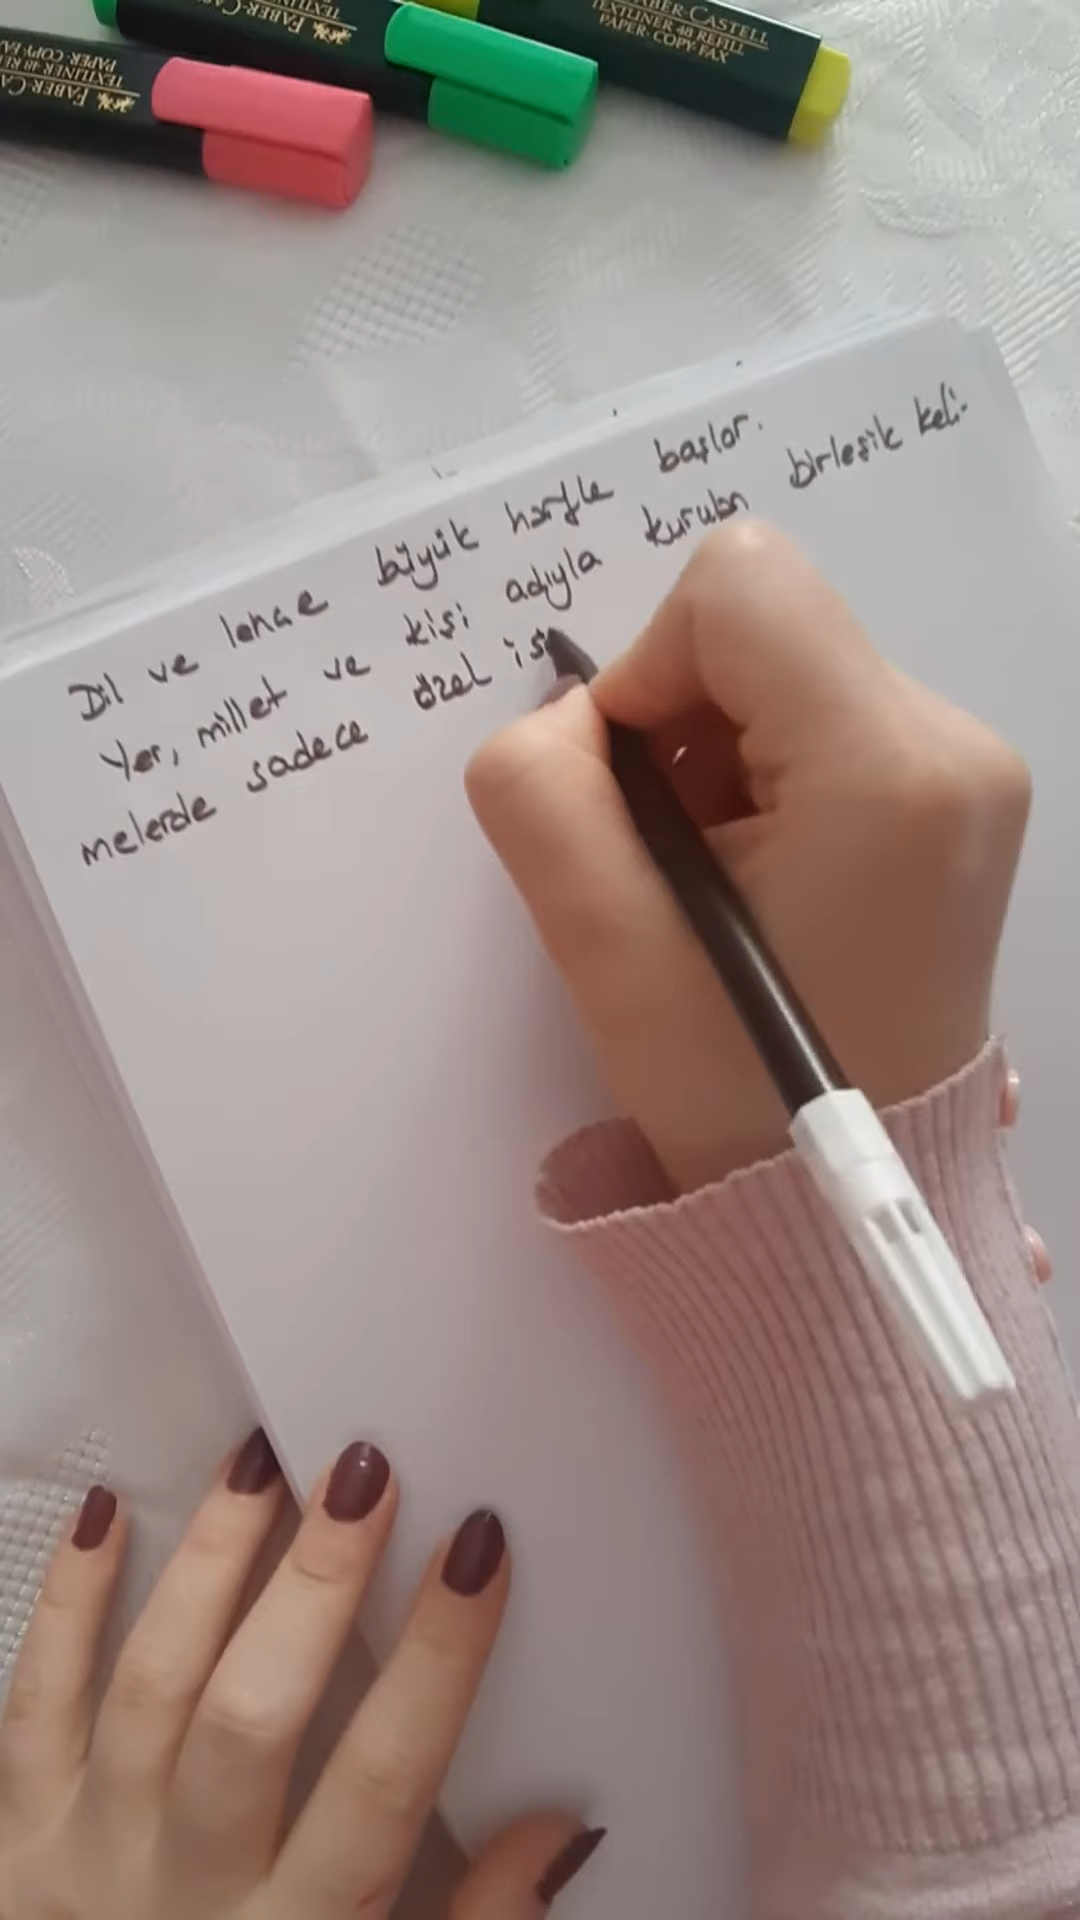 FABER-CASTELL
TEXTLINER 48 REFILL
PAPER·COPY·FAX
Dil ve lehçe büyük harfle başlar.
Yer, millet ve kişi adıyla kurulan birleşik keli-
melerde sadece özel